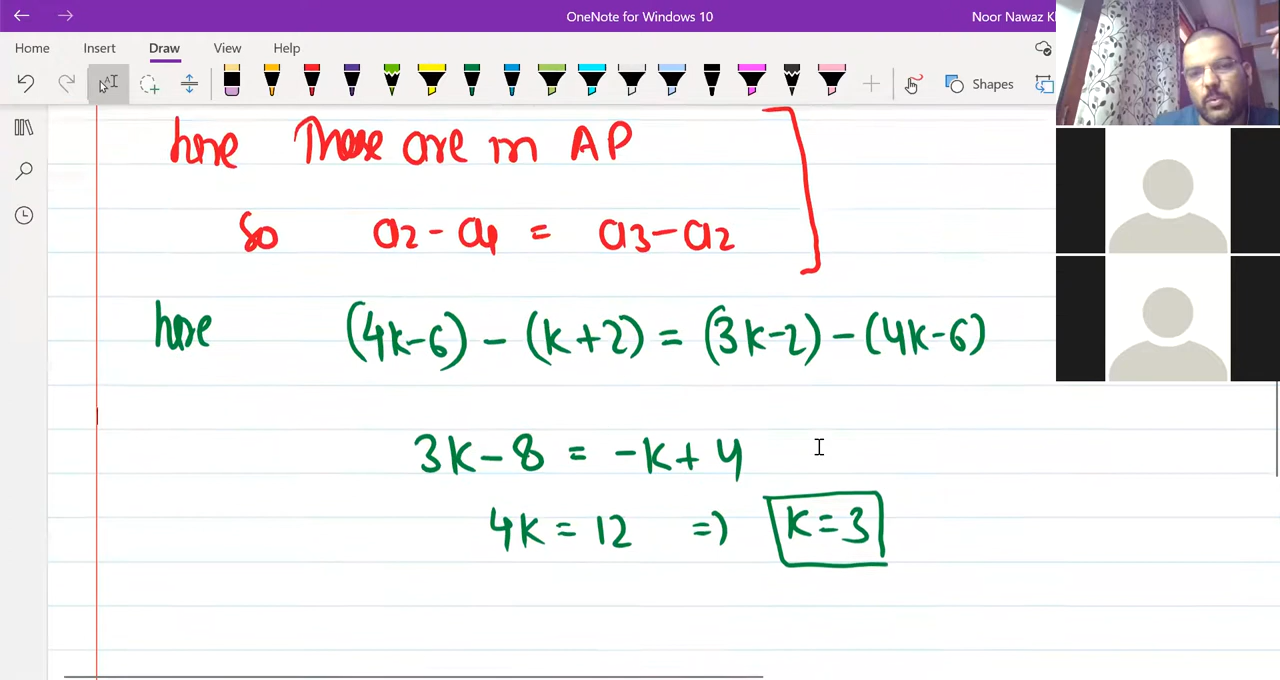 OneNote for Windows 10
Noor Nawaz Kh
Home Insert Draw View Help
Shapes
here These are in AP
So a2 - a1 = a3 - a2
here (4k-6) - (k+2) = (3k-2) - (4k-6)
3k - 8 = -k + 4
4k = 12 => k = 3